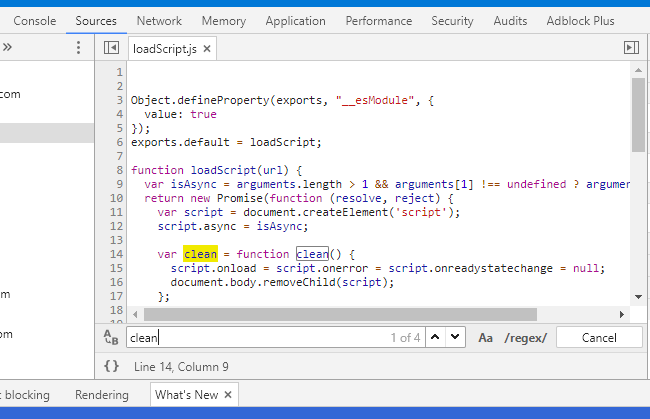 Console Sources Network Memory Application Performance Security Audits Adblock Plus
» loadScript.js ×
1
2
3 Object.defineProperty(exports, "__esModule", {
4 value: true
5 });
6 exports.default = loadScript;
7
8 function loadScript(url) {
9 var isAsync = arguments.length > 1 && arguments[1] !== undefined ? argumen
10 return new Promise(function (resolve, reject) {
11 var script = document.createElement('script');
12 script.async = isAsync;
13
14 var clean = function clean() {
15 script.onload = script.onerror = script.onreadystatechange = null;
16 document.body.removeChild(script);
17 };
18
com
m
om
A B clean 1 of 4 Aa /regex/ Cancel
{} Line 14, Column 9
blocking Rendering What's New ×